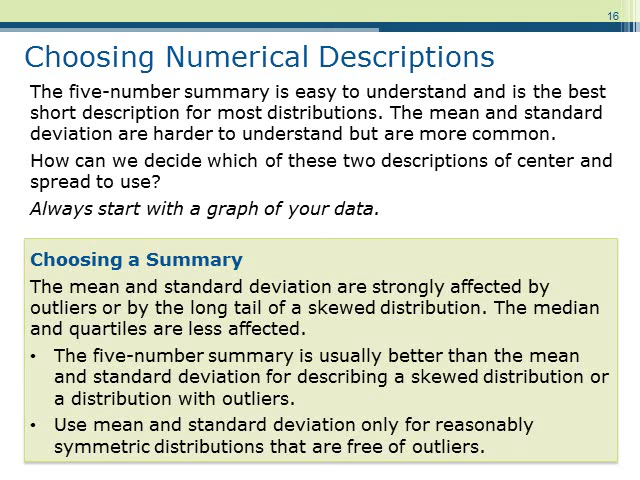 16
Choosing Numerical Descriptions
The five-number summary is easy to understand and is the best
short description for most distributions. The mean and standard
deviation are harder to understand but are more common.
How can we decide which of these two descriptions of center and
spread to use?
Always start with a graph of your data.
Choosing a Summary
The mean and standard deviation are strongly affected by
outliers or by the long tail of a skewed distribution. The median
and quartiles are less affected.
• The five-number summary is usually better than the mean
and standard deviation for describing a skewed distribution or
a distribution with outliers.
• Use mean and standard deviation only for reasonably
symmetric distributions that are free of outliers.